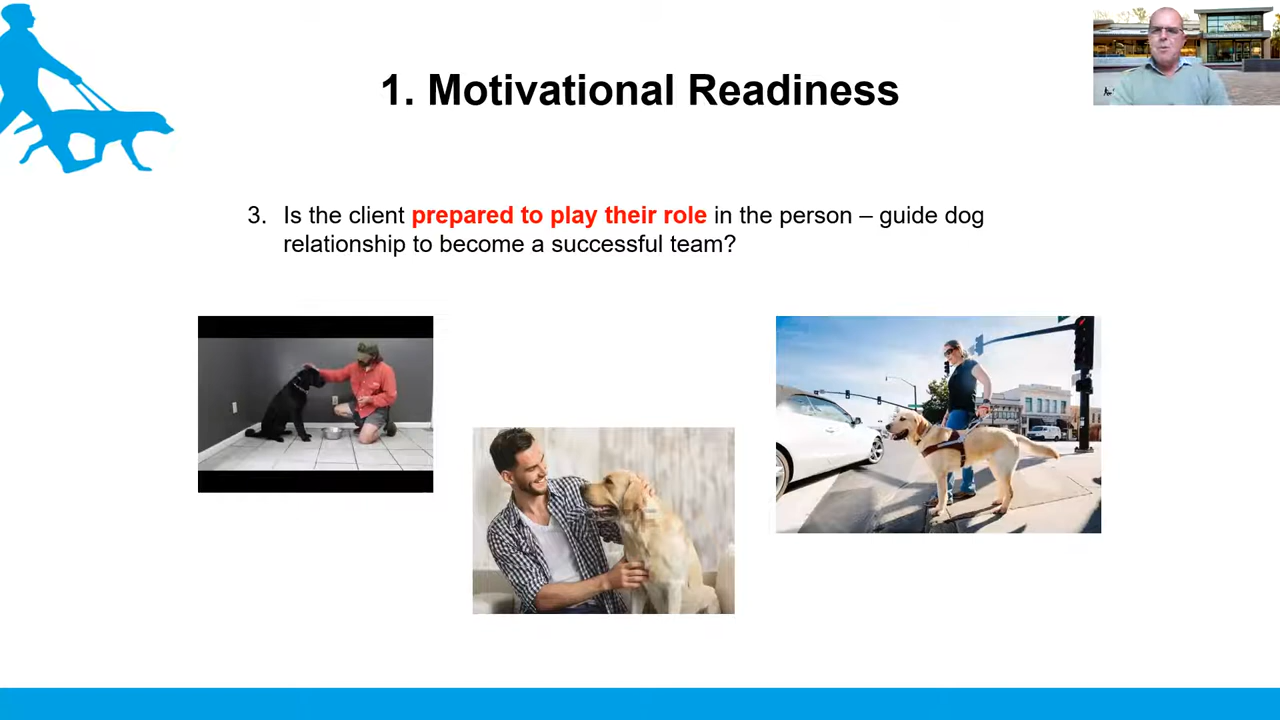 1. Motivational Readiness
3. Is the client prepared to play their role in the person – guide dog
relationship to become a successful team?